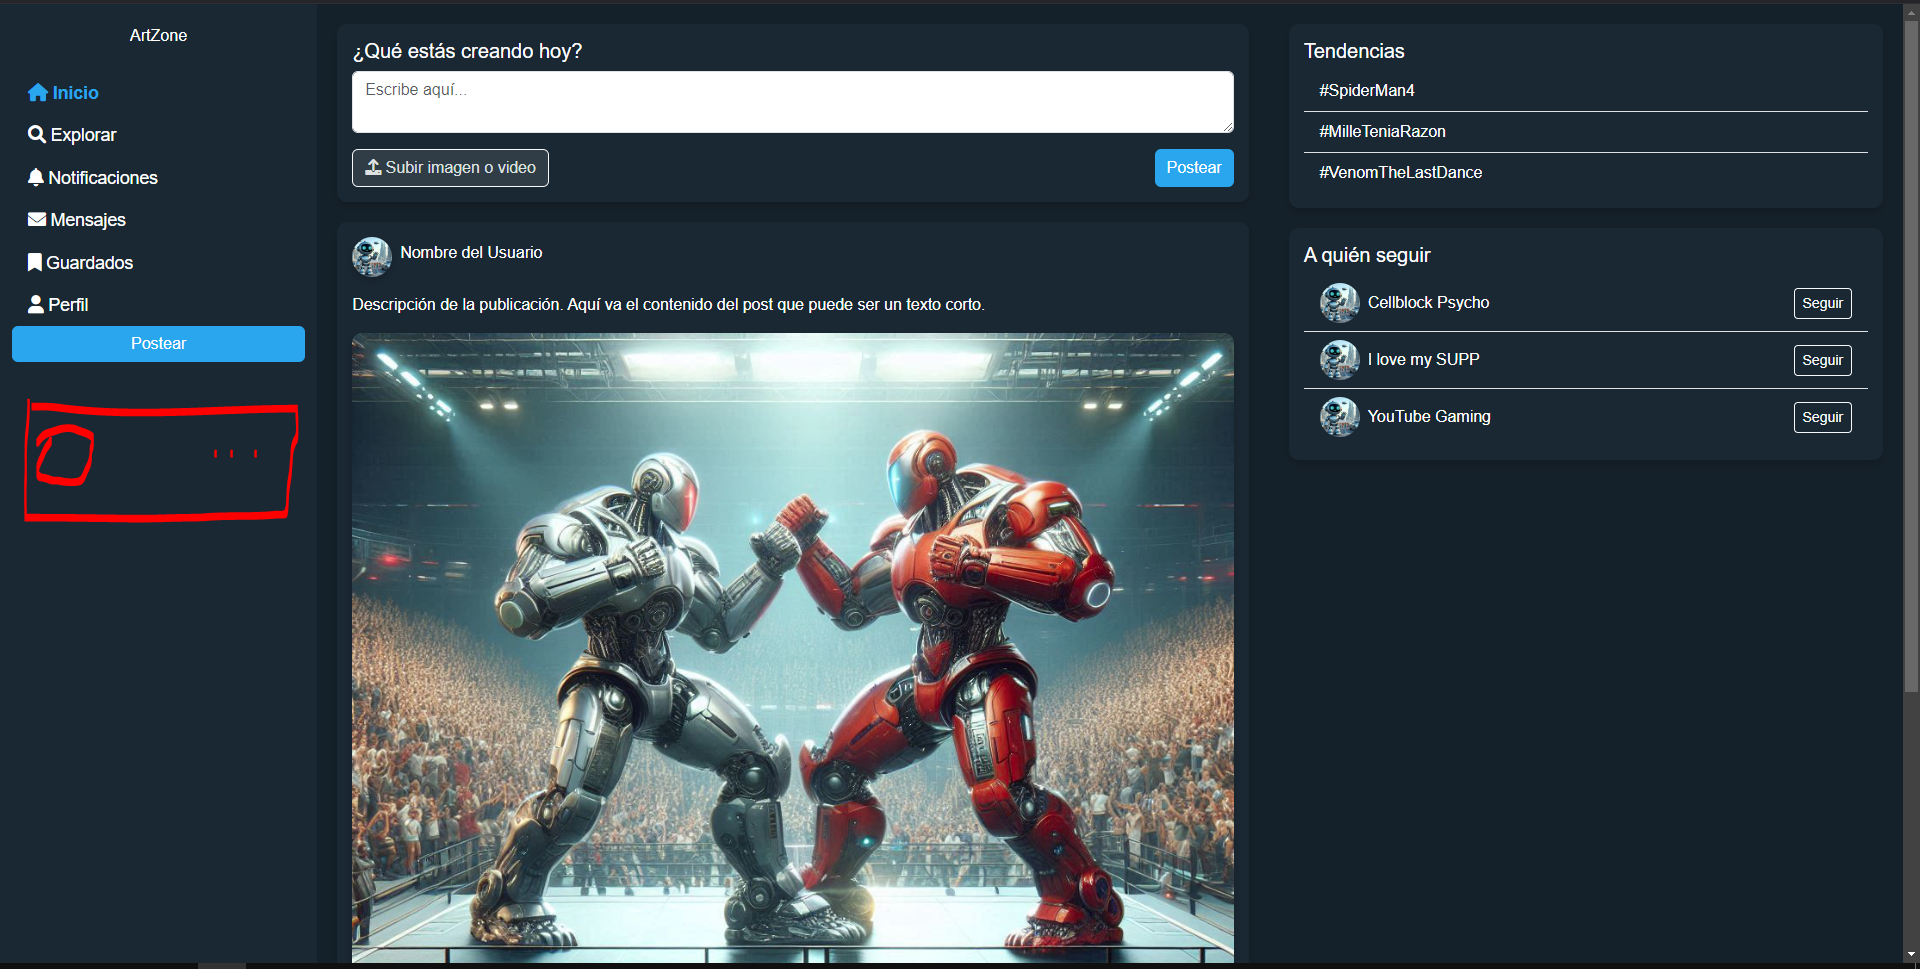 ArtZone
Inicio
Explorar
Notificaciones
Mensajes
Guardados
Perfil
Postear
¿Qué estás creando hoy?
Escribe aquí...
Subir imagen o video
Postear
Nombre del Usuario
Descripción de la publicación. Aquí va el contenido del post que puede ser un texto corto.
Tendencias
#SpiderMan4
#MilleTeniaRazon
#VenomTheLastDance
A quién seguir
Cellblock Psycho
Seguir
I love my SUPP
Seguir
YouTube Gaming
Seguir